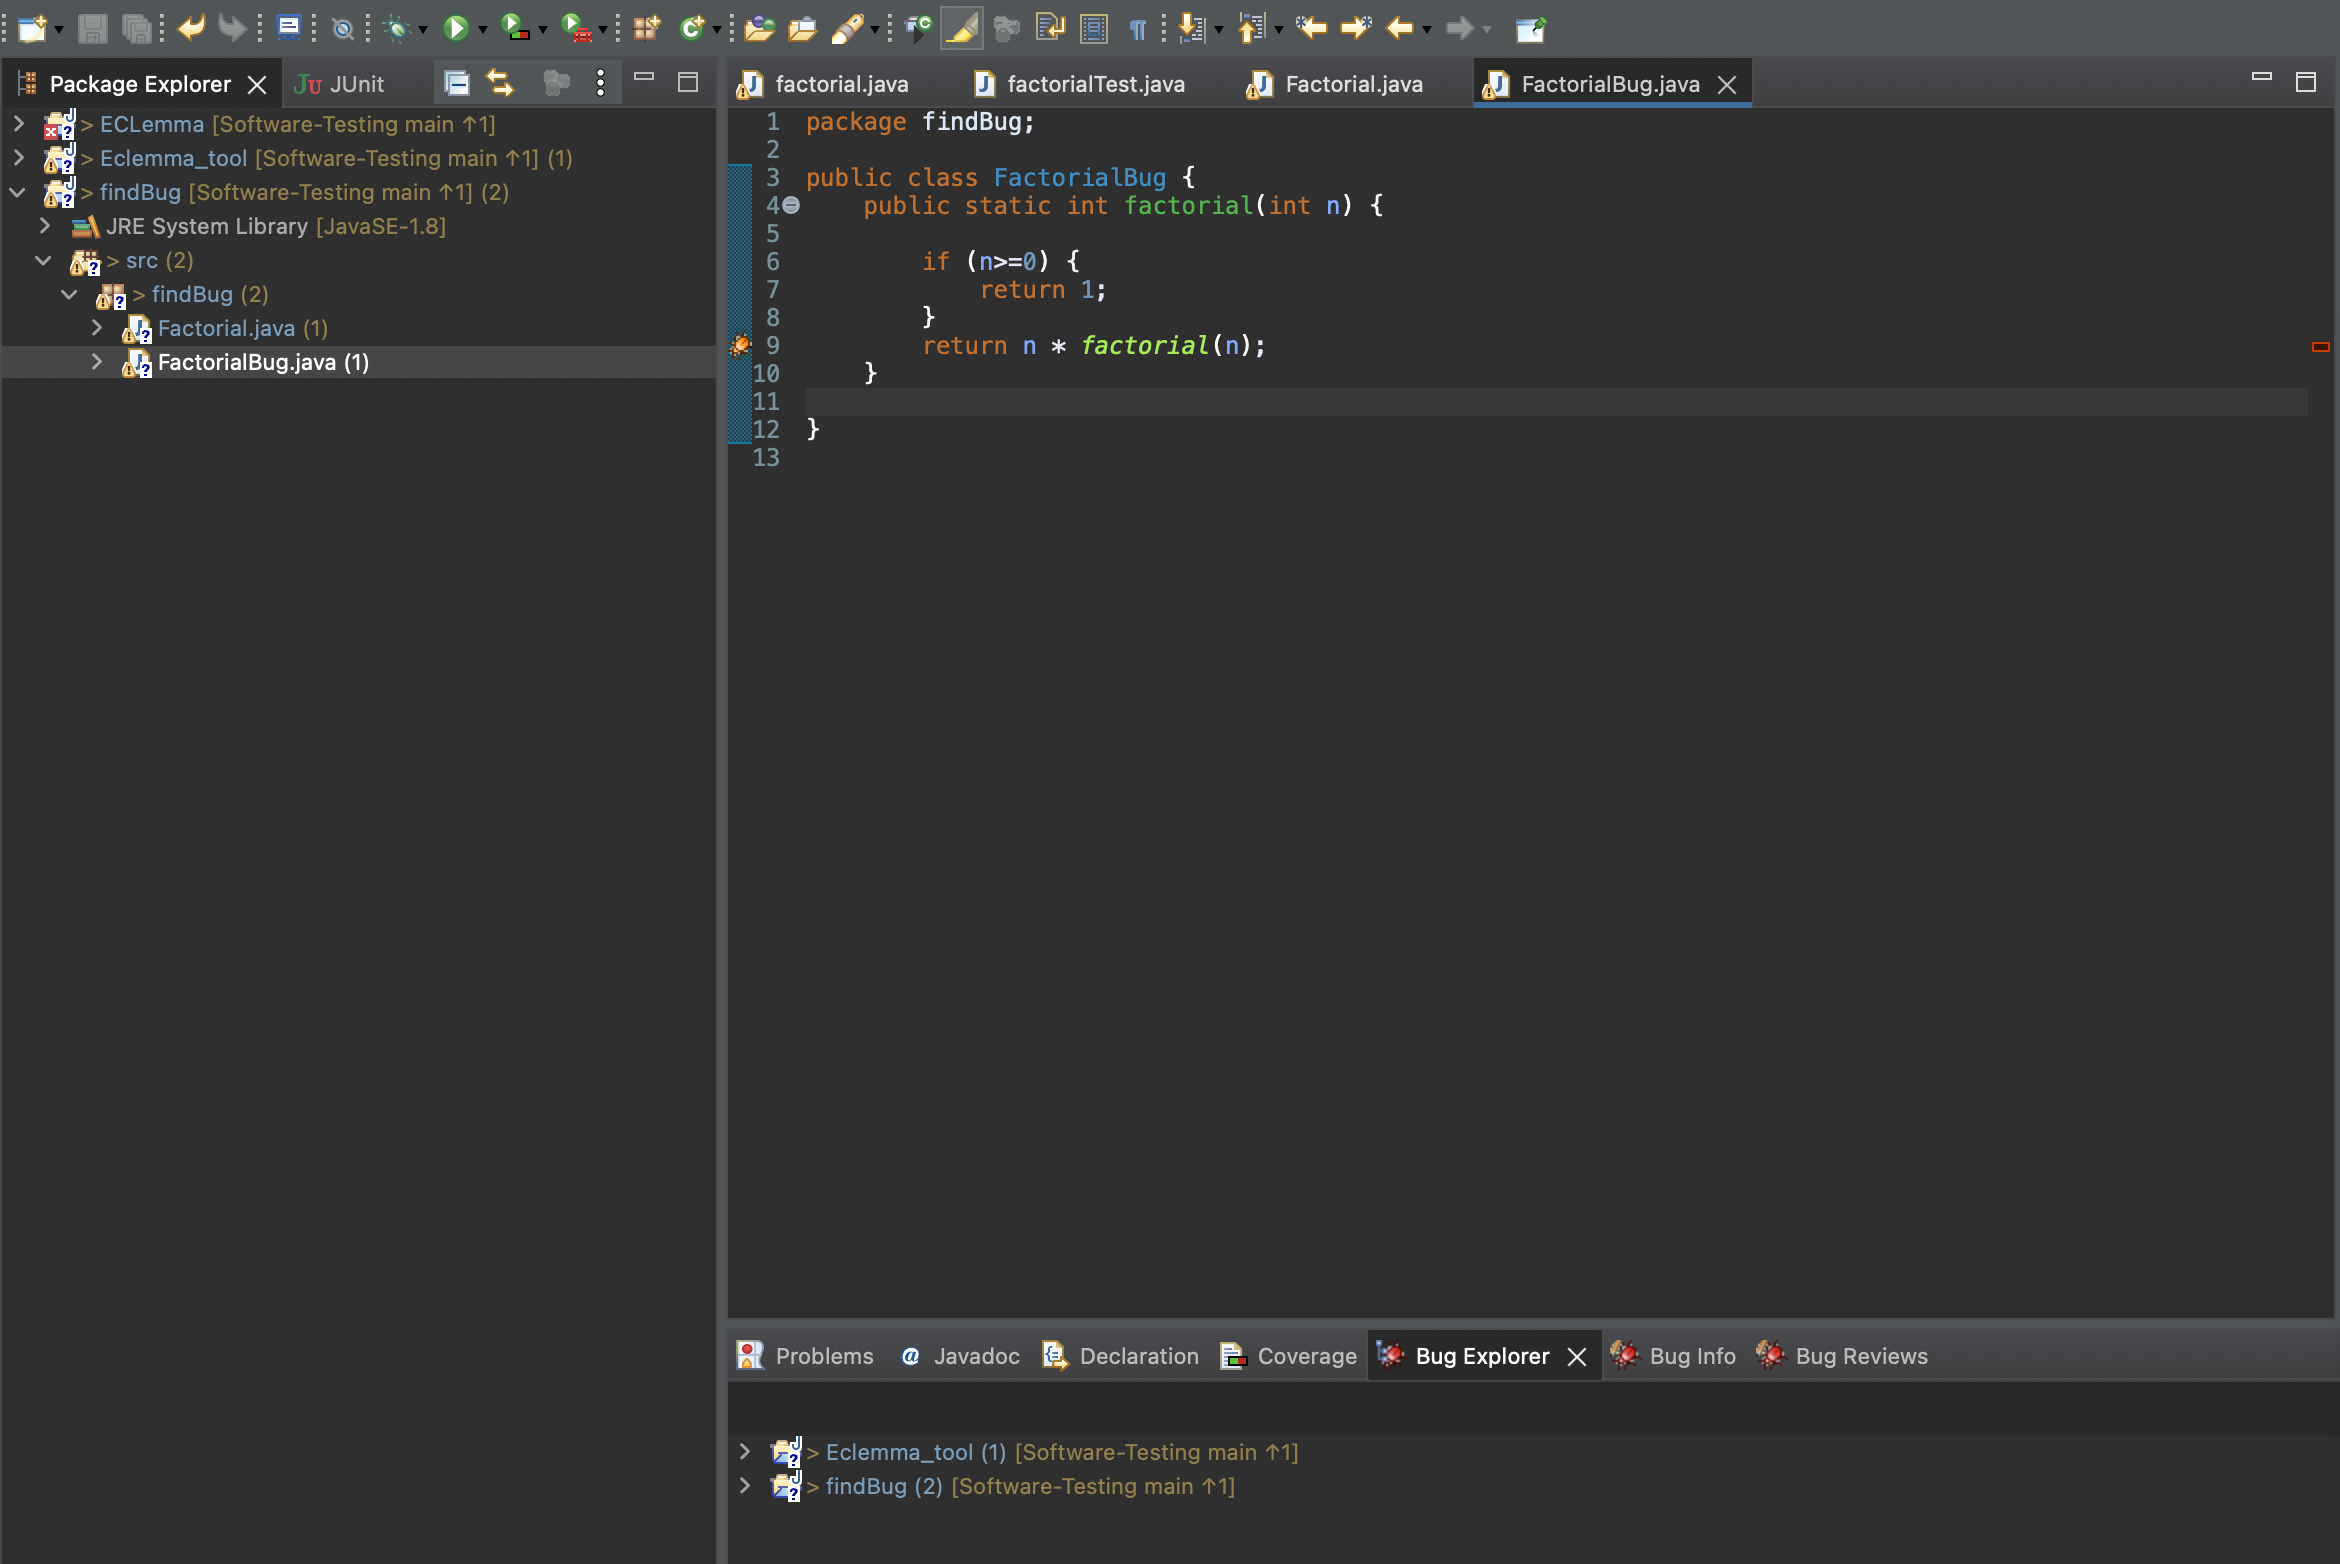 Package Explorer
JUnit
> ECLemma [Software-Testing main ↑1]
> Eclemma_tool [Software-Testing main ↑1] (1)
> findBug [Software-Testing main ↑1] (2)
JRE System Library [JavaSE-1.8]
> src (2)
> findBug (2)
Factorial.java (1)
FactorialBug.java (1)
factorial.java
factorialTest.java
Factorial.java
FactorialBug.java
1 package findBug;
2
3 public class FactorialBug {
4 public static int factorial(int n) {
5
6 if (n>=0) {
7 return 1;
8 }
9 return n * factorial(n);
10 }
11
12 }
13
Problems
@ Javadoc
Declaration
Coverage
Bug Explorer
Bug Info
Bug Reviews
> Eclemma_tool (1) [Software-Testing main ↑1]
> findBug (2) [Software-Testing main ↑1]